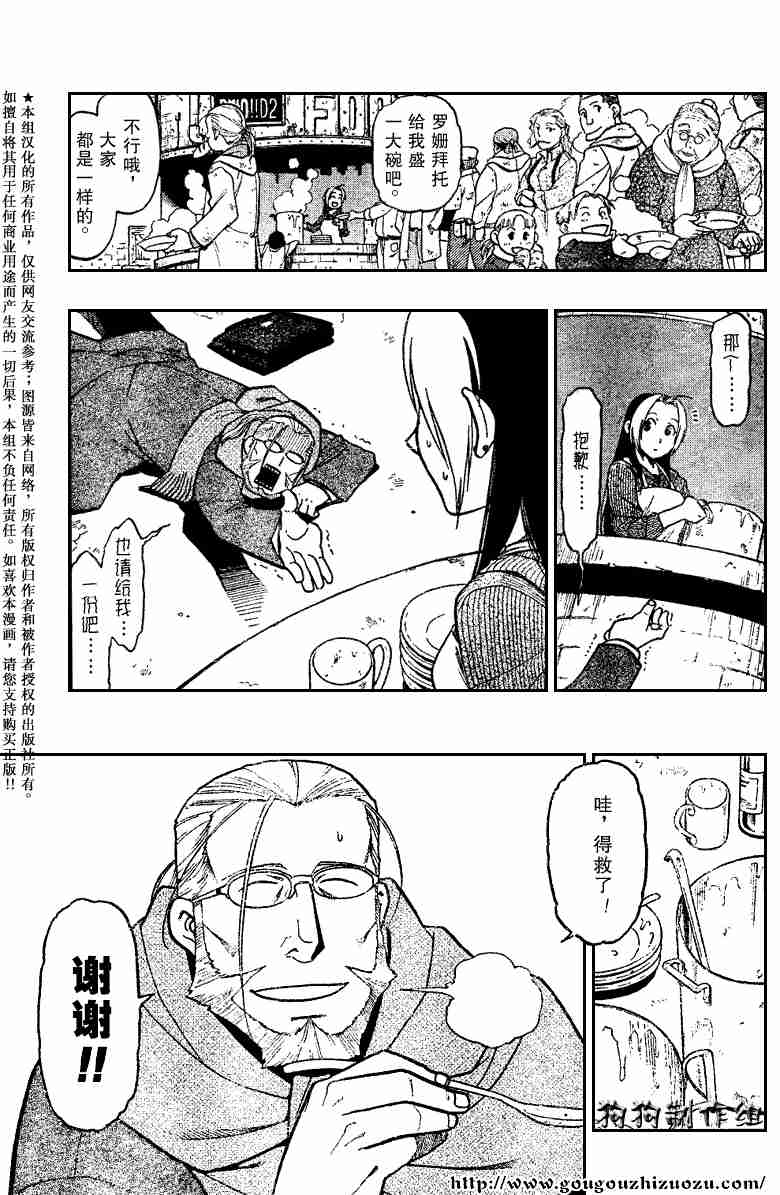 罗姗拜托
给我盛
一大碗吧。
不行哦，
大家
都是一样的。
那个……
抱歉……
也请给我……
一份吧……
哇，得救了！
谢谢!!
★本组汉化的所有作品，仅供网友交流参考；图源皆来自网络，所有版权归作者和被作者授权的出版社所有。
如擅自将其用于任何商业用途而产生的一切后果，本组不负任何责任。如喜欢本漫画，请您支持购买正版!!
狗狗制作组
http://www.gougouzhizuozu.com/